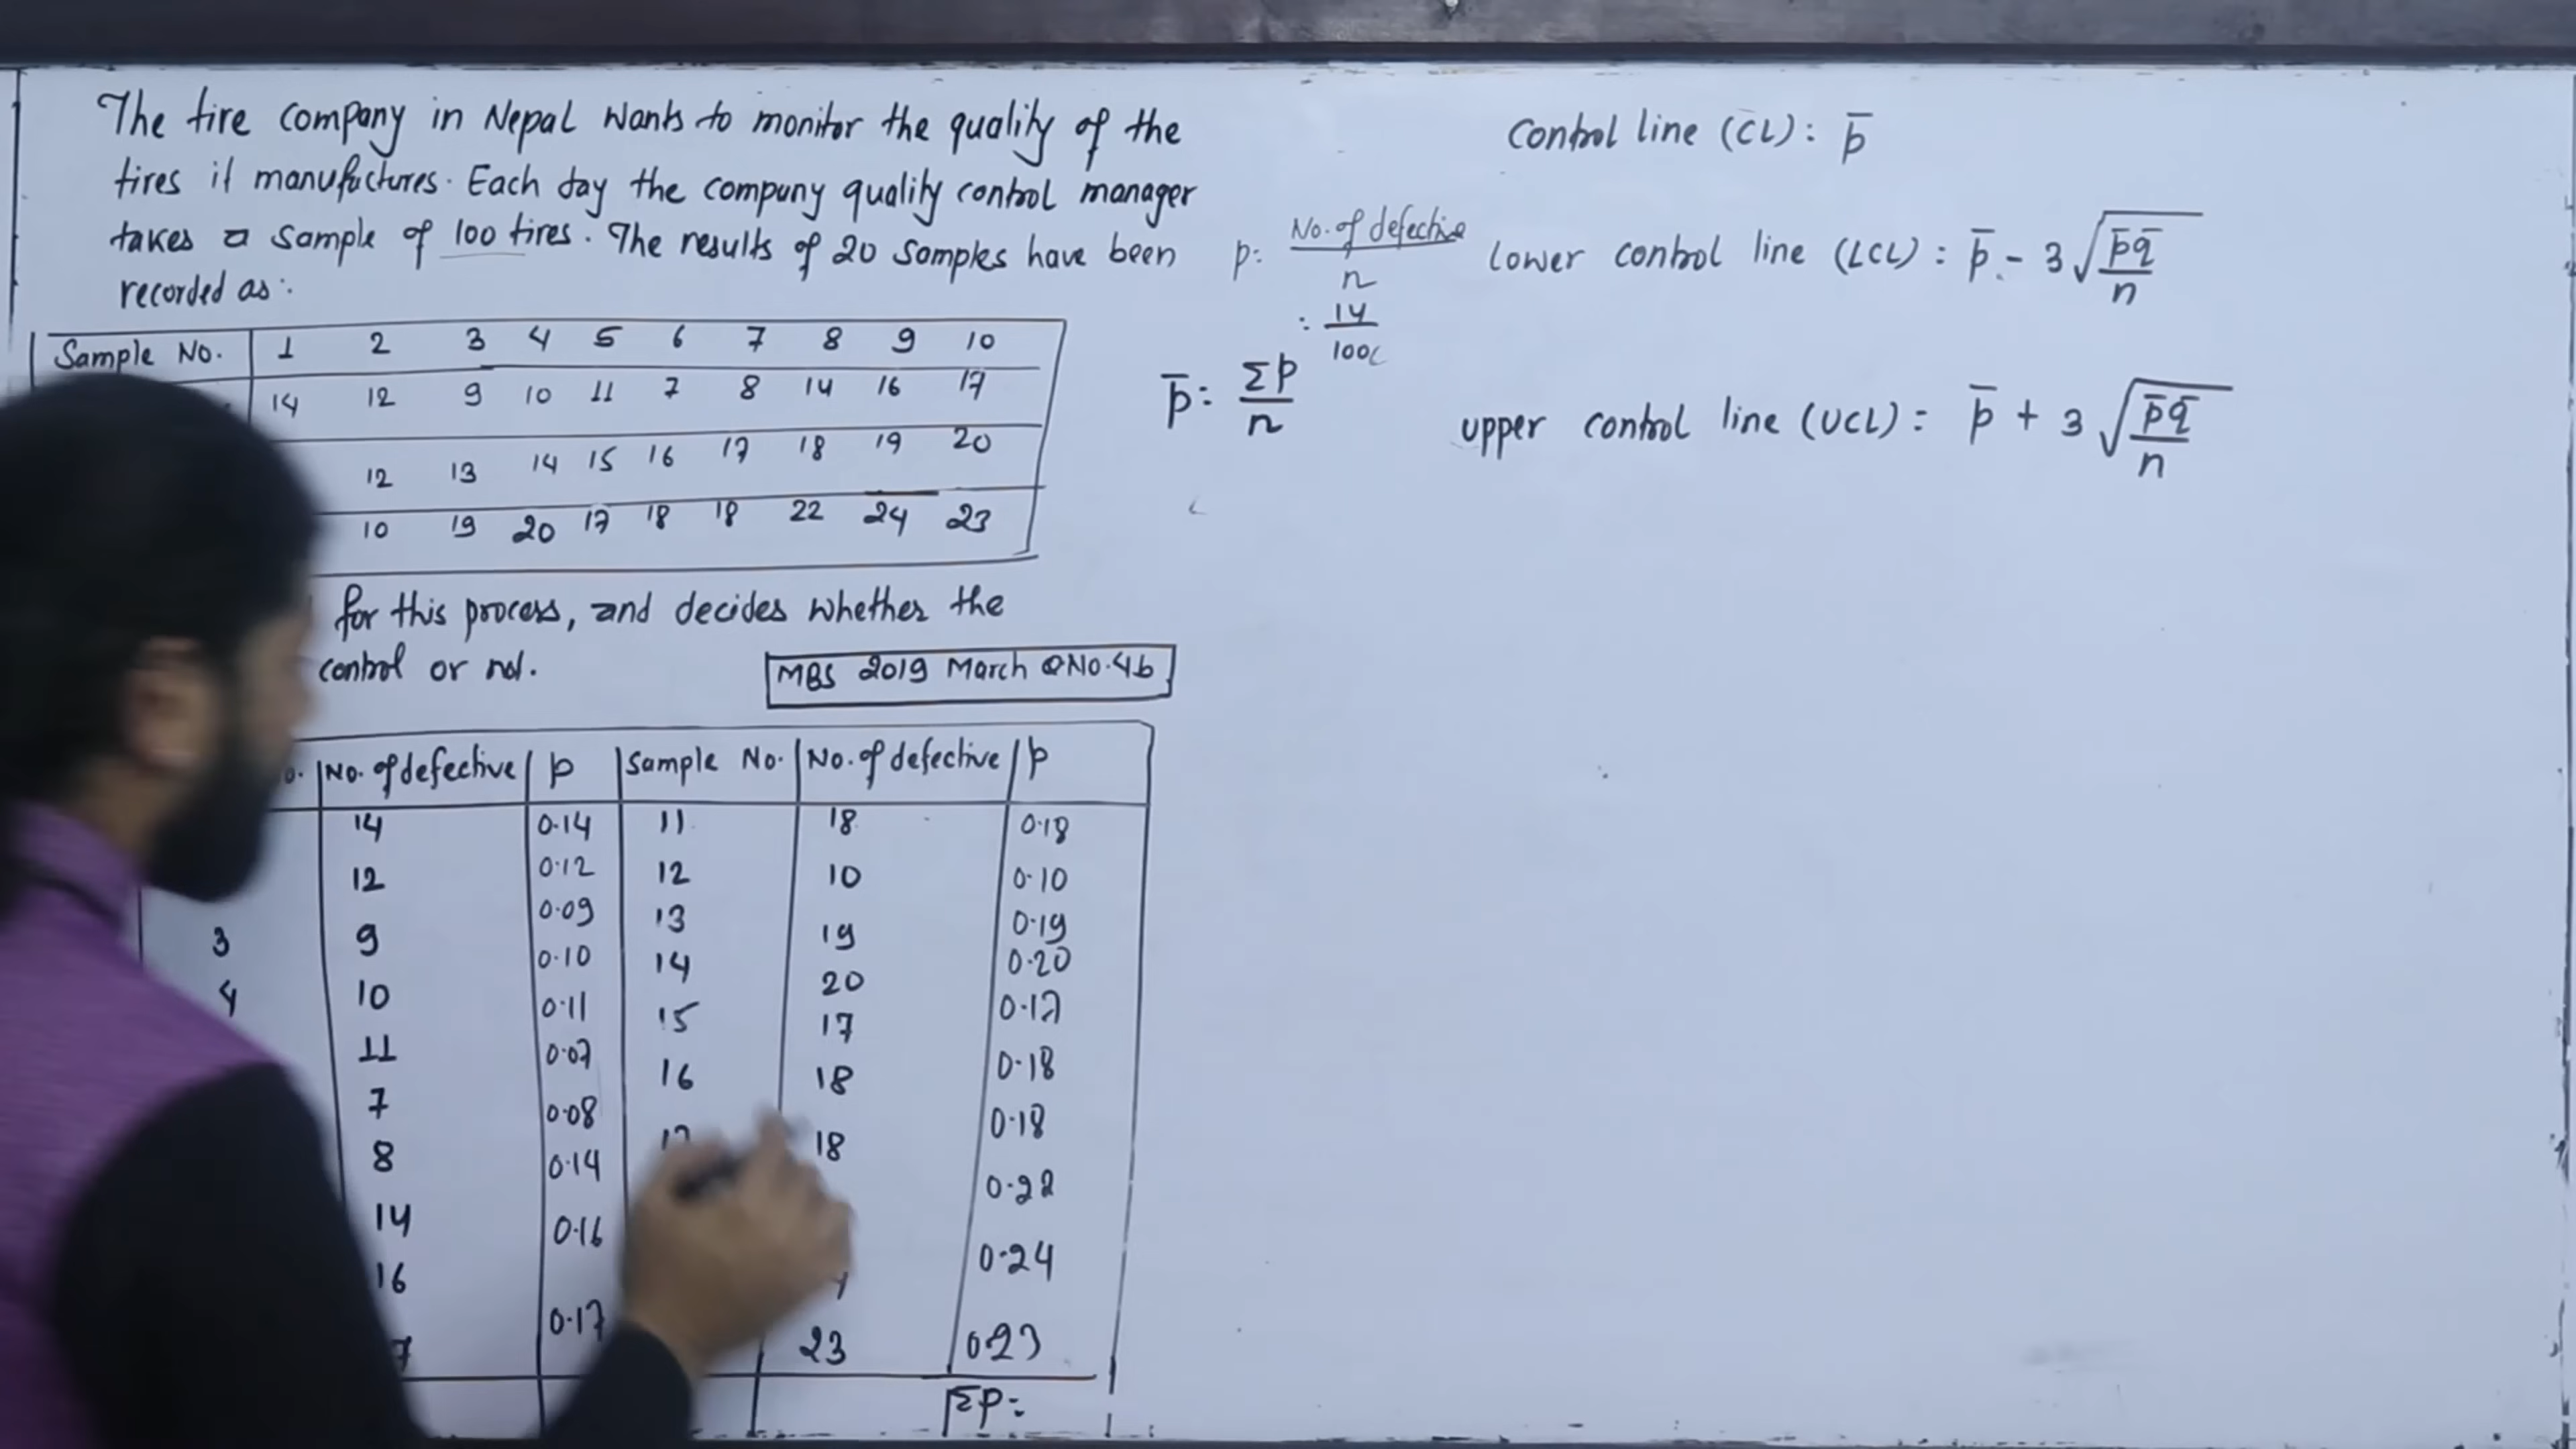 The tire company in Nepal wants to monitor the quality of the
tires it manufuctures. Each day the company quality control manager
takes a sample of 100 tires. The results of 20 samples have been
recorded as:
Sample No. 1 2 3 4 5 6 7 8 9 10
14 12 9 10 11 7 8 14 16 17
12 13 14 15 16 17 18 19 20
10 19 20 17 18 18 22 24 23
for this process, and decides whether the
control or not.
MBS 2019 March QNo.4b
No. of defective p Sample No. No. of defective p
14 0.14 11 18 0.18
12 0.12 12 10 0.10
3 9 0.09 13 19 0.19
4 10 0.10 14 20 0.20
11 0.11 15 17 0.17
7 0.07 16 18 0.18
8 0.08 17 18 0.18
14 0.14 0.22
16 0.16 0.24
7 0.17 23 0.23
Σp=
p = No. of defective / n
= 14 / 100
p̄ = Σp / n
Control line (CL) = p̄
Lower control line (LCL) = p̄ - 3√(p̄q̄ / n)
Upper control line (UCL) = p̄ + 3√(p̄q̄ / n)